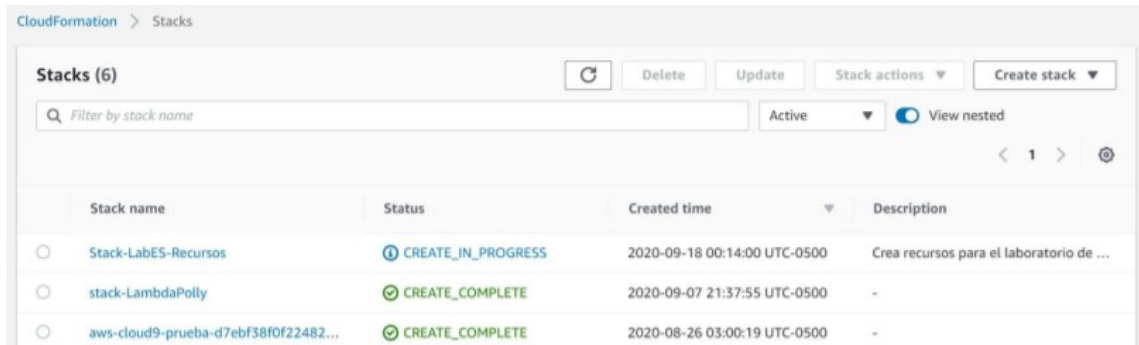 CloudFormation > Stacks
Stacks (6) Delete Update Stack actions Create stack
Filter by stack name Active View nested
< 1 >
Stack name Status Created time Description
Stack-LabES-Recursos CREATE_IN_PROGRESS 2020-09-18 00:14:00 UTC-0500 Crea recursos para el laboratorio de ...
stack-LambdaPolly CREATE_COMPLETE 2020-09-07 21:37:55 UTC-0500 -
aws-cloud9-prueba-d7ebf38f0f22482... CREATE_COMPLETE 2020-08-26 03:00:19 UTC-0500 -